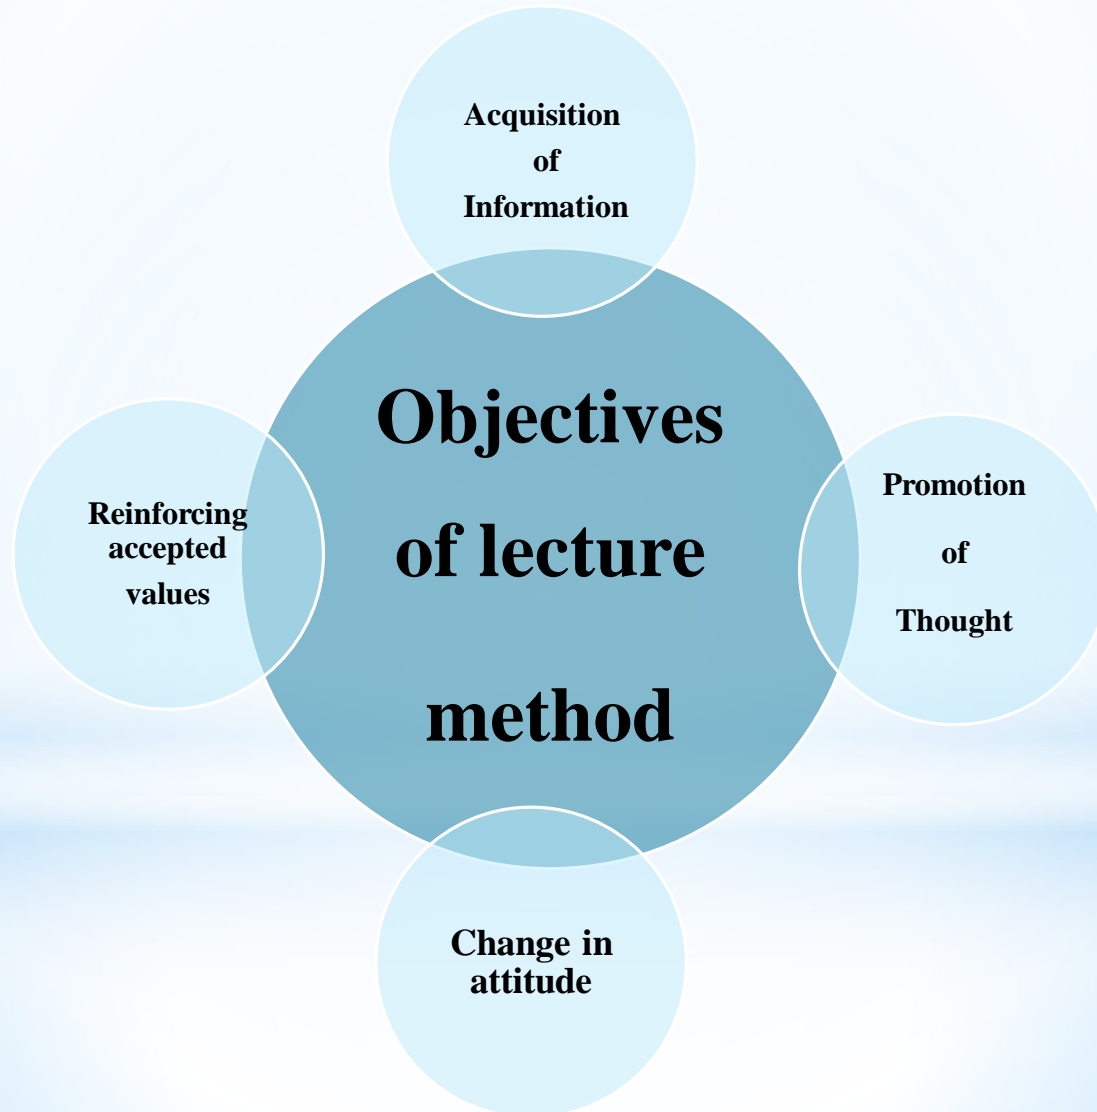 Acquisition
of
Information
Objectives
of lecture
method
Reinforcing
accepted
values
Promotion
of
Thought
Change in
attitude